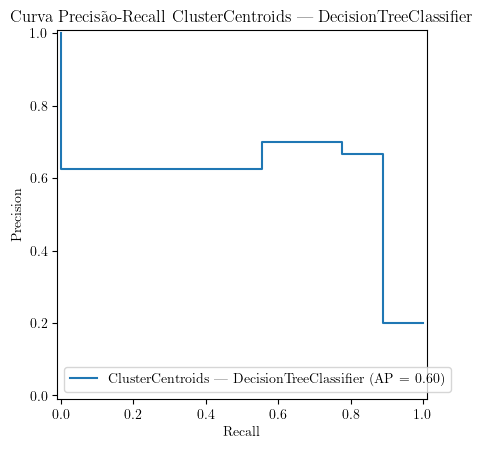 Curva Precisão-Recall ClusterCentroids — DecisionTreeClassifier
1.0
0.8
0.6
0.4
0.2
0.0
Precision
ClusterCentroids — DecisionTreeClassifier (AP = 0.60)
0.0 0.2 0.4 0.6 0.8 1.0
Recall